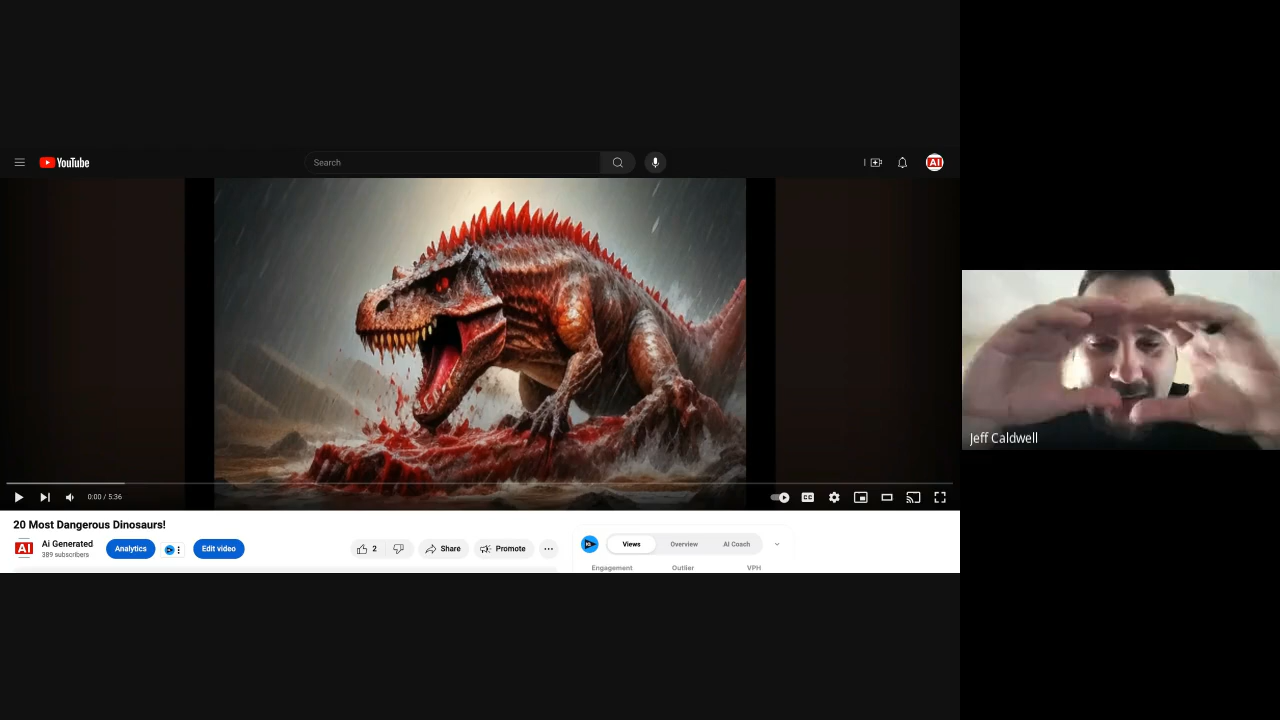 YouTube
Search
AI
0:00 / 5:36
CC
20 Most Dangerous Dinosaurs!
AI
Ai Generated
389 subscribers
Analytics
Edit video
2
Share
Promote
Views
Overview
AI Coach
Engagement
Outlier
VPH
Jeff Caldwell